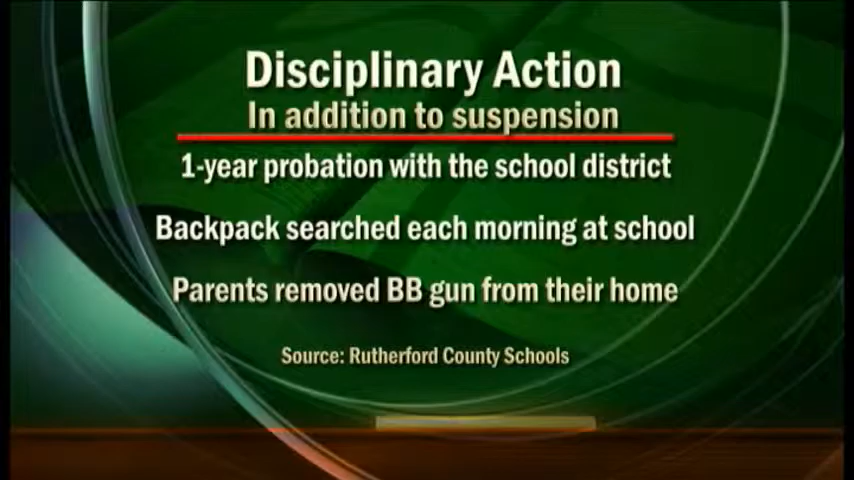 Disciplinary Action
In addition to suspension
1-year probation with the school district
Backpack searched each morning at school
Parents removed BB gun from their home
Source: Rutherford County Schools